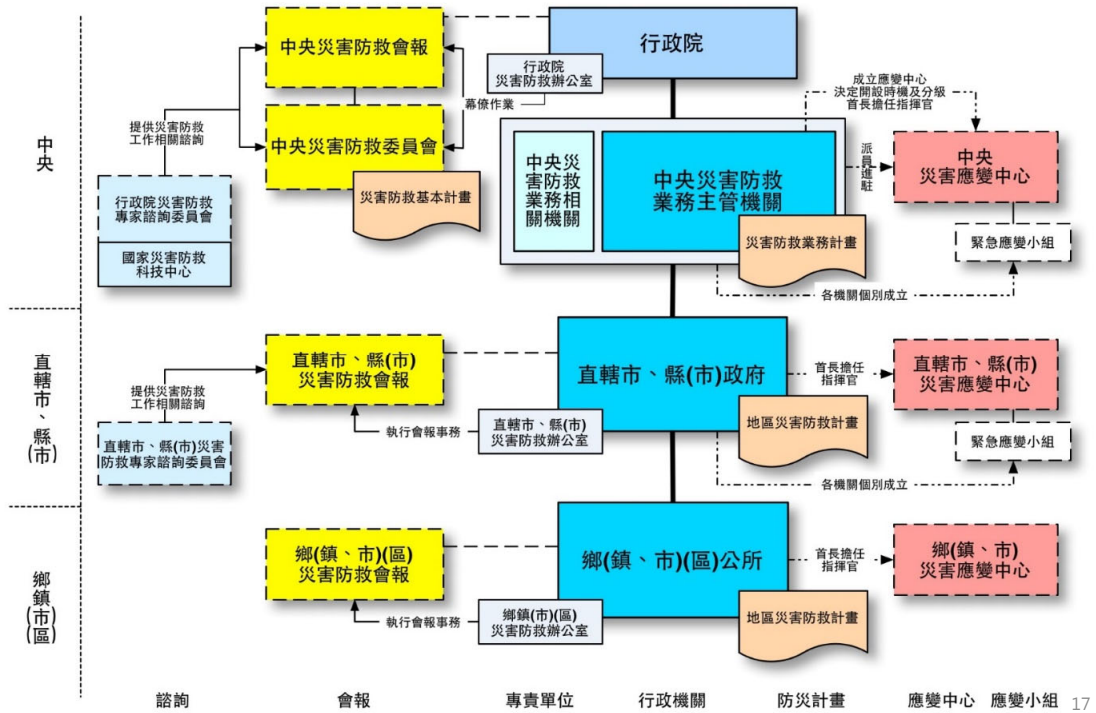 中央
中央災害防救會報
行政院
行政院
災害防救辦公室
幕僚作業
成立應變中心
決定開設時機及分級
首長擔任指揮官
提供災害防救
工作相關諮詢
中央災害防救委員會
災害防救基本計畫
行政院災害防救
專家諮詢委員會
國家災害防救
科技中心
中央災
害防救
業務相
關機關
中央災害防救
業務主管機關
災害防救業務計畫
派員進駐
中央
災害應變中心
緊急應變小組
各機關個別成立
直轄市、縣(市)
直轄市、縣(市)
災害防救會報
提供災害防救
工作相關諮詢
直轄市、縣(市)災害
防救專家諮詢委員會
執行會報事務
直轄市、縣(市)
災害防救辦公室
直轄市、縣(市)政府
地區災害防救計畫
首長擔任
指揮官
直轄市、縣(市)
災害應變中心
緊急應變小組
各機關個別成立
鄉鎮(市)(區)
鄉(鎮、市)(區)
災害防救會報
執行會報事務
鄉鎮(市)(區)
災害防救辦公室
鄉(鎮、市)(區)公所
地區災害防救計畫
首長擔任
指揮官
鄉(鎮、市)
災害應變中心
諮詢 會報 專責單位 行政機關 防災計畫 應變中心 應變小組
17